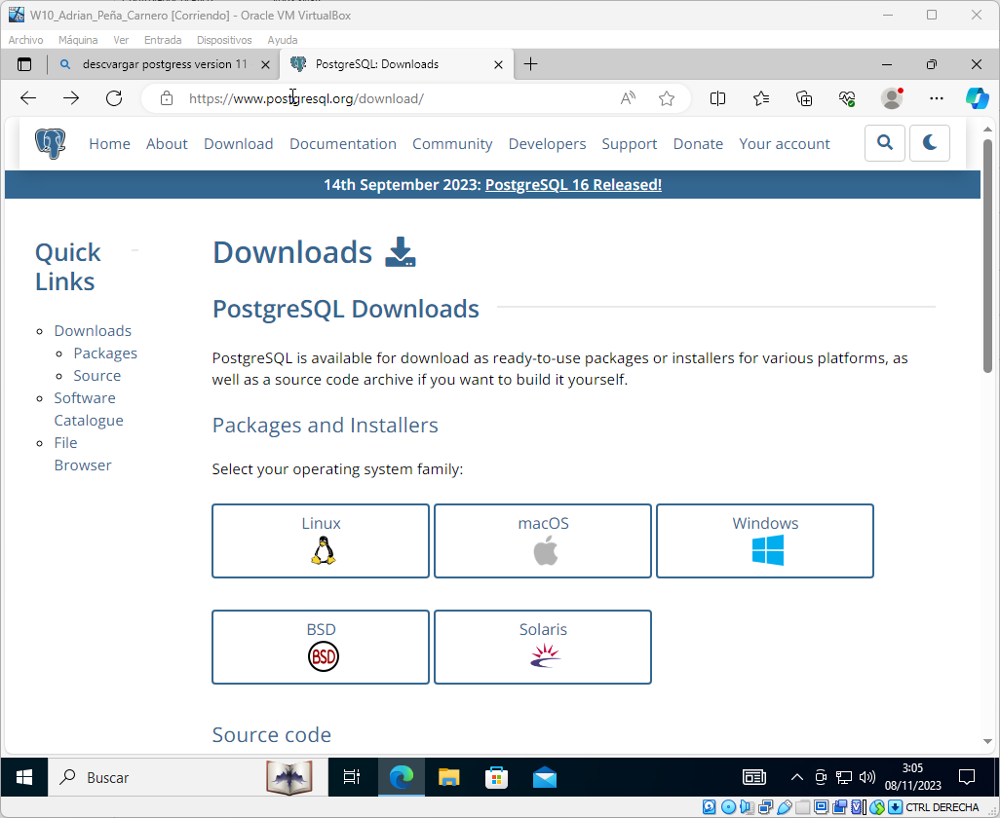 W10_Adrian_Peña_Carnero [Corriendo] - Oracle VM VirtualBox
Archivo Máquina Ver Entrada Dispositivos Ayuda
descvargar postgress version 11
PostgreSQL: Downloads
https://www.postgresql.org/download/
Home About Download Documentation Community Developers Support Donate Your account
14th September 2023: PostgreSQL 16 Released!
Quick
Links
Downloads
Packages
Source
Software
Catalogue
File
Browser
Downloads
PostgreSQL Downloads
PostgreSQL is available for download as ready-to-use packages or installers for various platforms, as
well as a source code archive if you want to build it yourself.
Packages and Installers
Select your operating system family:
Linux
macOS
Windows
BSD
BSD
Solaris
Source code
Buscar
3:05
08/11/2023
CTRL DERECHA